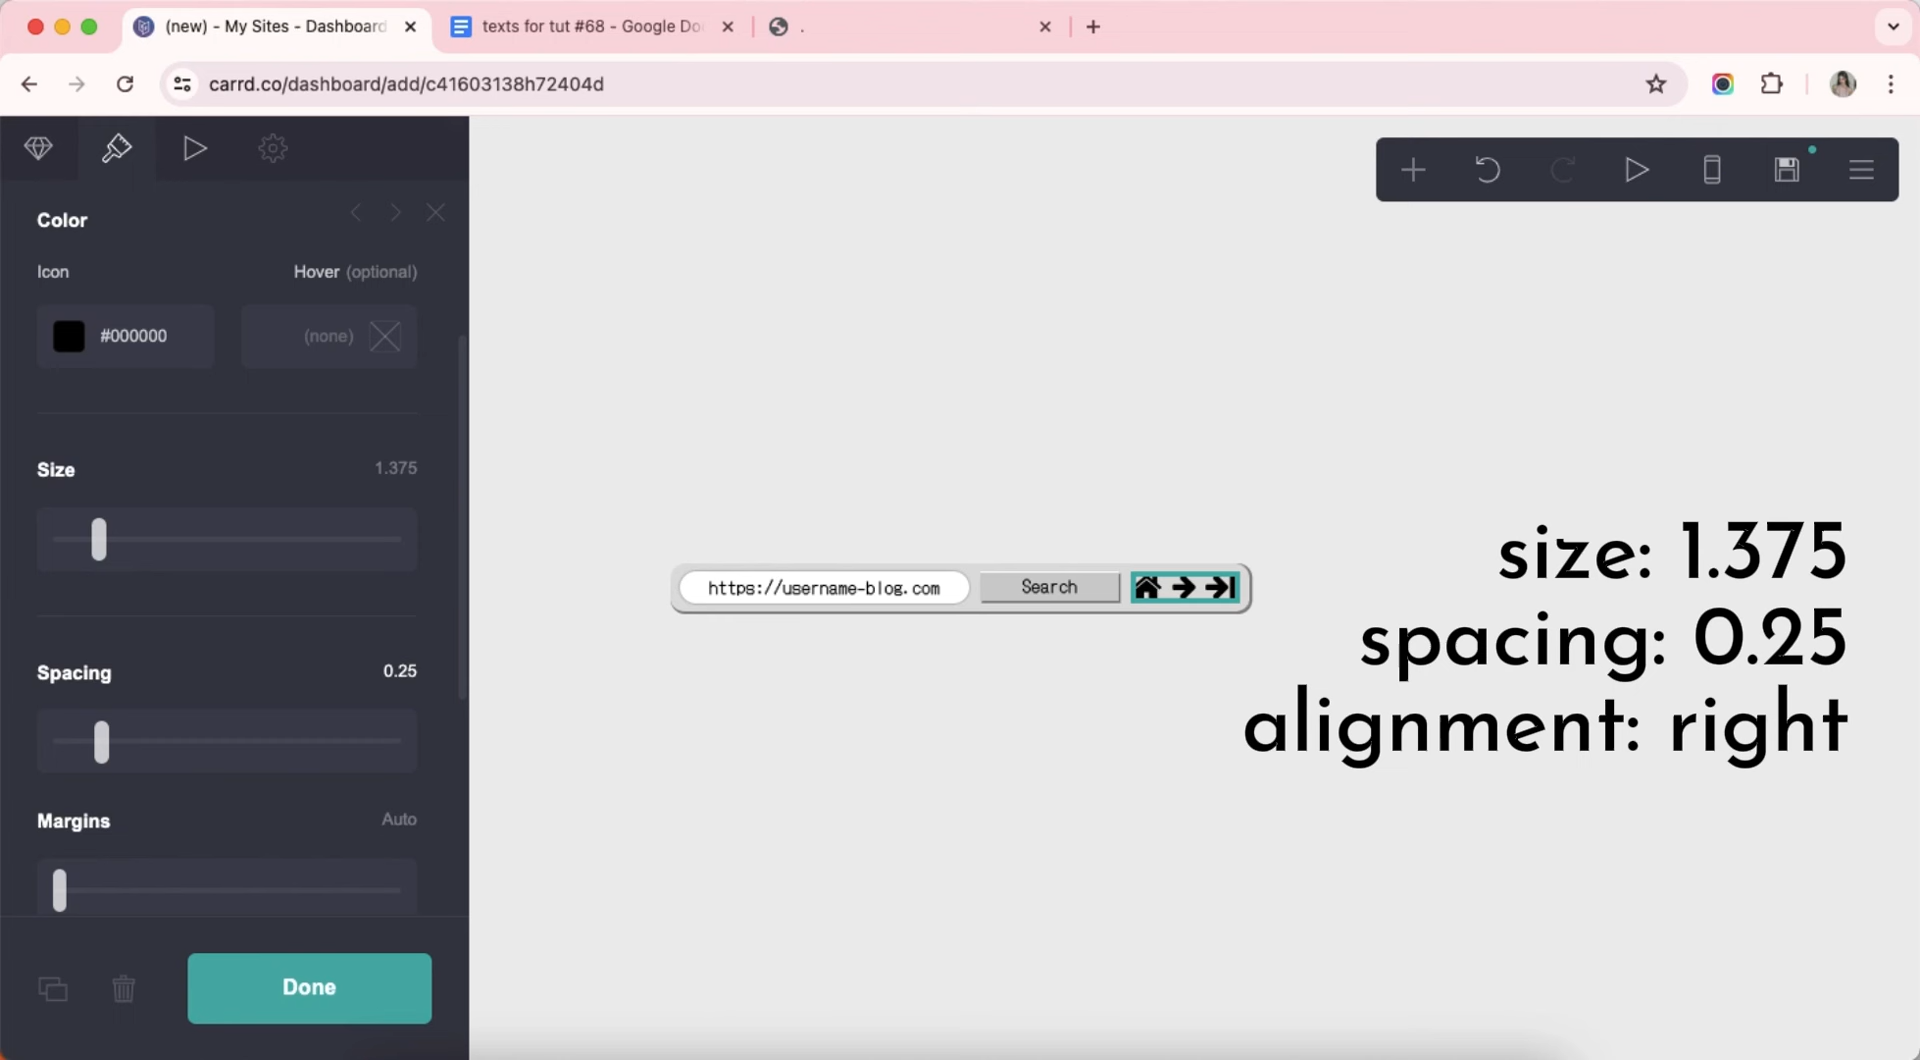 (new) - My Sites - Dashboard
texts for tut #68 - Google Do
.
carrd.co/dashboard/add/c41603138h72404d
Color
Icon
Hover (optional)
#000000
(none)
Size
1.375
Spacing
0.25
Margins
Auto
Done
https://username-blog.com
Search
size: 1.375
spacing: 0.25
alignment: right